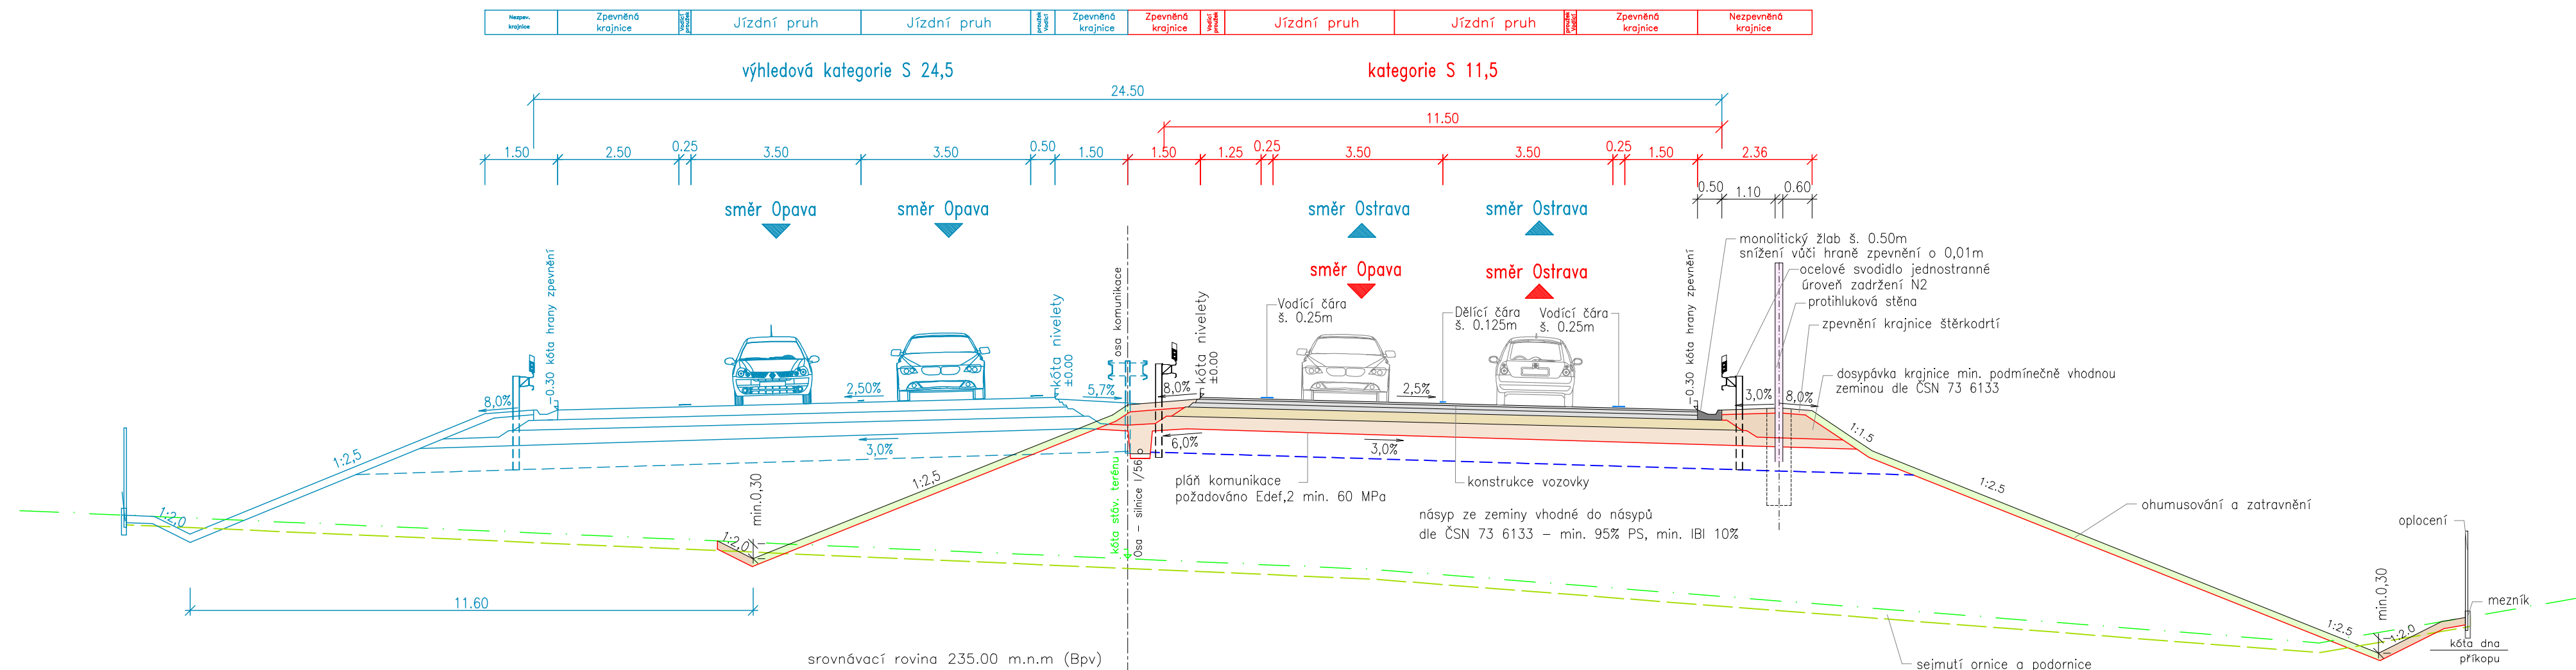 Nezpev.
krajnice
Zpevněná
krajnice
Vodící
proužek
Jízdní pruh
Jízdní pruh
Vodící
proužek
Zpevněná
krajnice
Zpevněná
krajnice
Vodící
proužek
Jízdní pruh
Jízdní pruh
Vodící
proužek
Zpevněná
krajnice
Nezpevněná
krajnice
výhledová kategorie S 24,5
kategorie S 11,5
24.50
11.50
1.50
2.50
0.25
3.50
3.50
0.50
1.50
1.50
1.25
0.25
3.50
3.50
0.25
1.50
2.36
0.50
1.10
0.60
směr Opava
směr Opava
směr Ostrava
směr Ostrava
směr Opava
směr Ostrava
-0.30 kóta hrany zpevnění
kóta nivelety
±0.00
osa komunikace
kóta nivelety
±0.00
Vodící čára
š. 0.25m
Dělící čára
š. 0.125m
Vodící čára
š. 0.25m
-0.30 kóta hrany zpevnění
monolitický žlab š. 0.50m
snížení vůči hraně zpevnění o 0,01m
ocelové svodidlo jednostranné
úroveň zadržení N2
protihluková stěna
zpevnění krajnice štěrkodrtí
dosypávka krajnice min. podmínečně vhodnou
zeminou dle ČSN 73 6133
8,0%
2,50%
5,7%
8,0%
2,5%
3,0%
8,0%
3,0%
6,0%
3,0%
1:2,5
1:2,0
1:2,5
1:2,0
min.0,30
kóta stáv. terénu
Osa - silnice I/56
pláň komunikace
požadováno Edef,2 min. 60 MPa
konstrukce vozovky
násyp ze zeminy vhodné do násypů
dle ČSN 73 6133 – min. 95% PS, min. IBI 10%
1:1.5
1:2.5
ohumusování a zatravnění
oplocení
mezník
min.0,30
1:2.5
1:2.0
kóta dna
příkopu
11.60
srovnávací rovina 235.00 m.n.m (Bpv)
sejmutí ornice a podornice